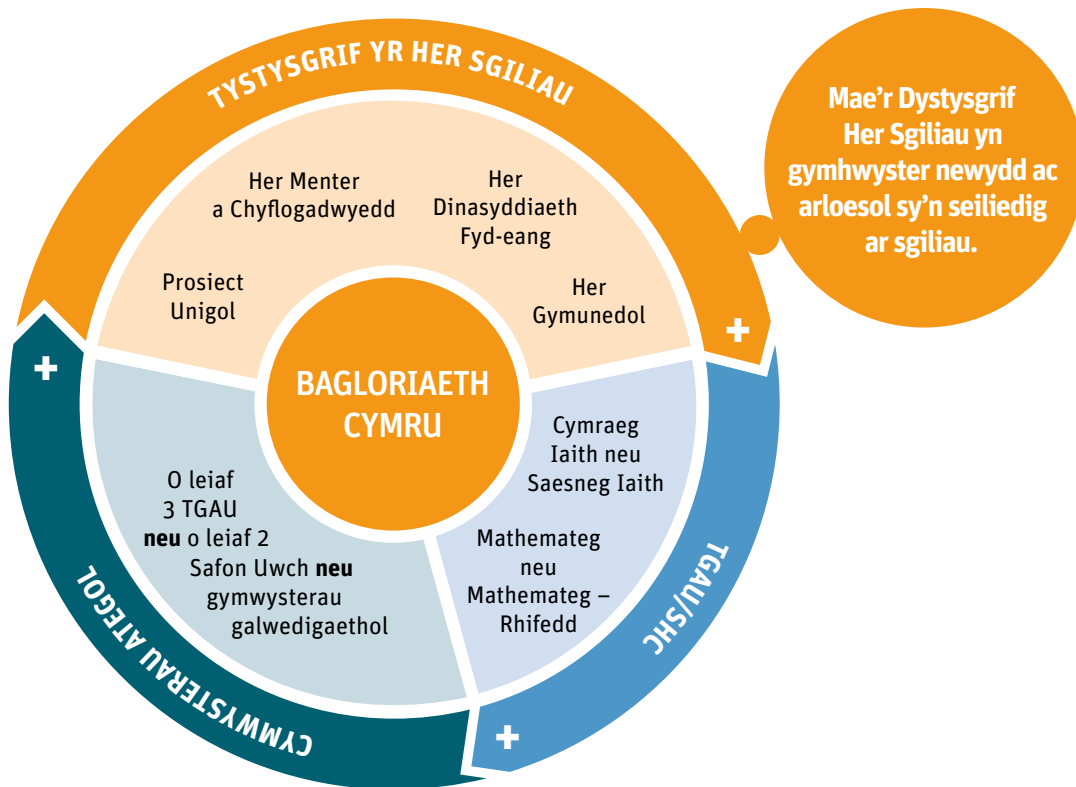 TYSTYSGRIF YR HER SGILIAU
Mae'r Dystysgrif
Her Sgiliau yn
gymhwyster newydd ac
arloesol sy'n seiliedig
ar sgiliau.
Her Menter
a Chyflogadwyedd
Her
Dinasyddiaeth
Fyd-eang
Prosiect
Unigol
Her
Gymunedol
+
+
BAGLORIAETH
CYMRU
Cymraeg
Iaith neu
Saesneg Iaith
Mathemateg
neu
Mathemateg –
Rhifedd
TGAU/SHC
+
O leiaf
3 TGAU
neu o leiaf 2
Safon Uwch neu
gymwysterau
galwedigaethol
CYMWYSTERAU ATEGOL